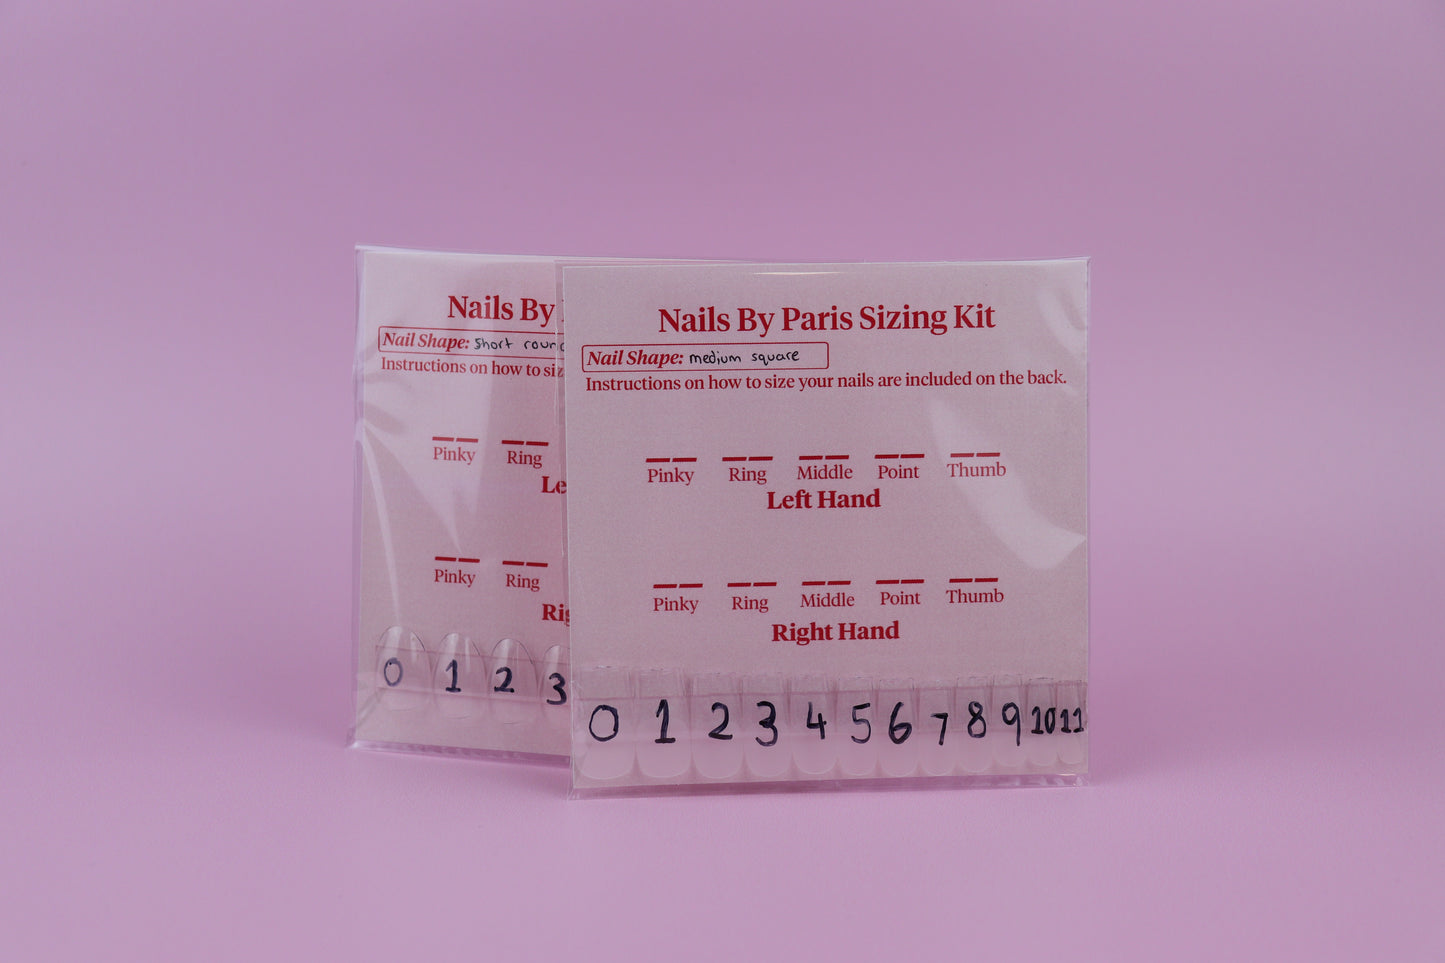 Nails By
Nail Shape: short
Instructions on how to
Pinky Ring
Pinky Ring
0 1 2 3
Nails By Paris Sizing Kit
Nail Shape: medium square
Instructions on how to size your nails are included on the back.
Pinky Ring Middle Point Thumb
Left Hand
Pinky Ring Middle Point Thumb
Right Hand
0 1 2 3 4 5 6 7 8 9 10 11